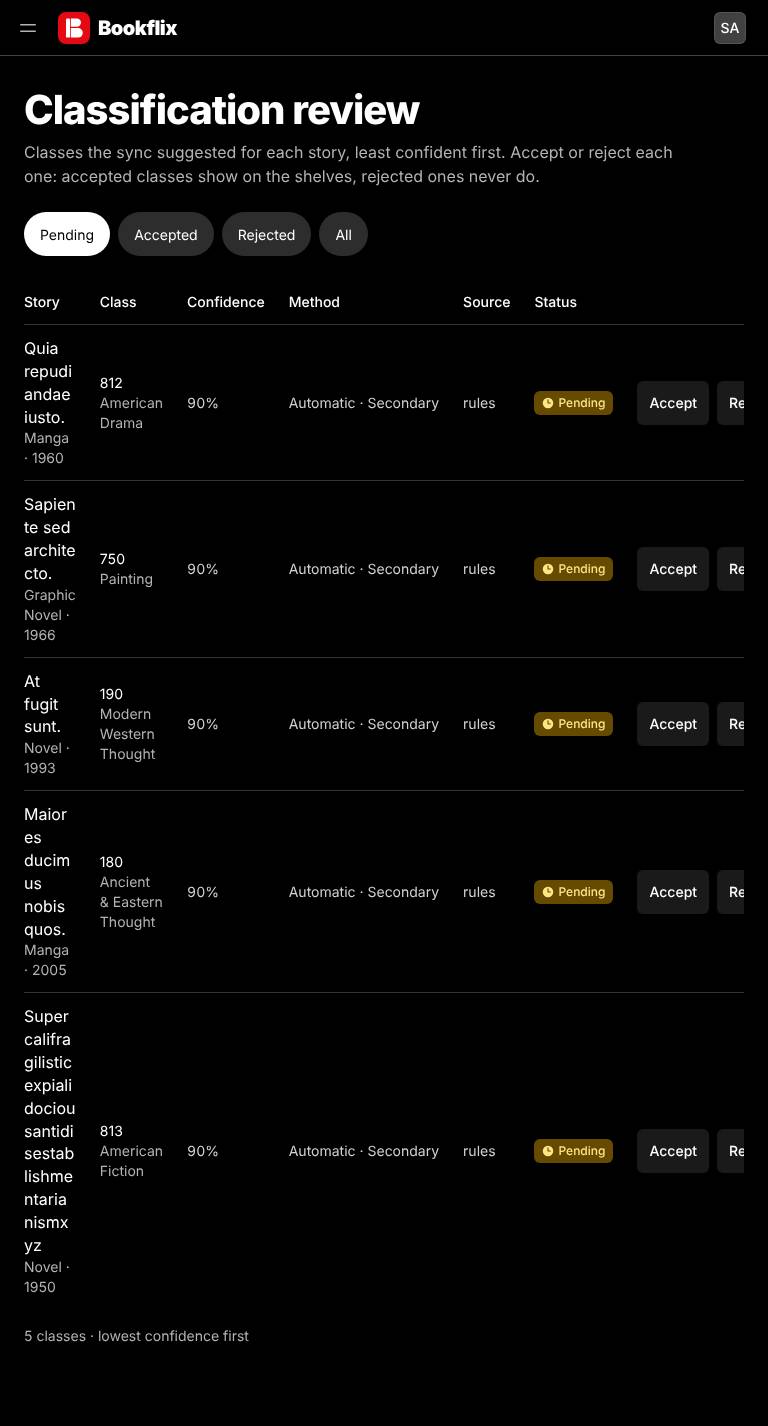 Bookflix
SA
Classification review
Classes the sync suggested for each story, least confident first. Accept or reject each
one: accepted classes show on the shelves, rejected ones never do.
Pending
Accepted
Rejected
All
Story Class Confidence Method Source Status
Quia
repudi
andae
iusto.
Manga
· 1960
812
American
Drama
90%
Automatic · Secondary
rules
Pending
Accept
Re
Sapien
te sed
archite
cto.
Graphic
Novel ·
1966
750
Painting
90%
Automatic · Secondary
rules
Pending
Accept
Re
At
fugit
sunt.
Novel ·
1993
190
Modern
Western
Thought
90%
Automatic · Secondary
rules
Pending
Accept
Re
Maior
es
ducim
us
nobis
quos.
Manga
· 2005
180
Ancient
& Eastern
Thought
90%
Automatic · Secondary
rules
Pending
Accept
Re
Super
califra
gilistic
expiali
dociou
santidi
sestab
lishme
ntaria
nismx
yz
Novel ·
1950
813
American
Fiction
90%
Automatic · Secondary
rules
Pending
Accept
Re
5 classes · lowest confidence first